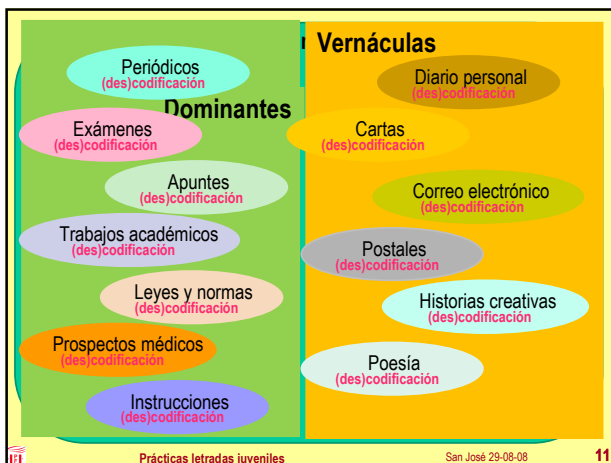 Vernáculas
Dominantes
Periódicos
(des)codificación
Exámenes
(des)codificación
Apuntes
(des)codificación
Trabajos académicos
(des)codificación
Leyes y normas
(des)codificación
Prospectos médicos
(des)codificación
Instrucciones
(des)codificación
Diario personal
(des)codificación
Cartas
(des)codificación
Correo electrónico
(des)codificación
Postales
(des)codificación
Historias creativas
(des)codificación
Poesía
(des)codificación
Prácticas letradas juveniles
San José 29-08-08
11